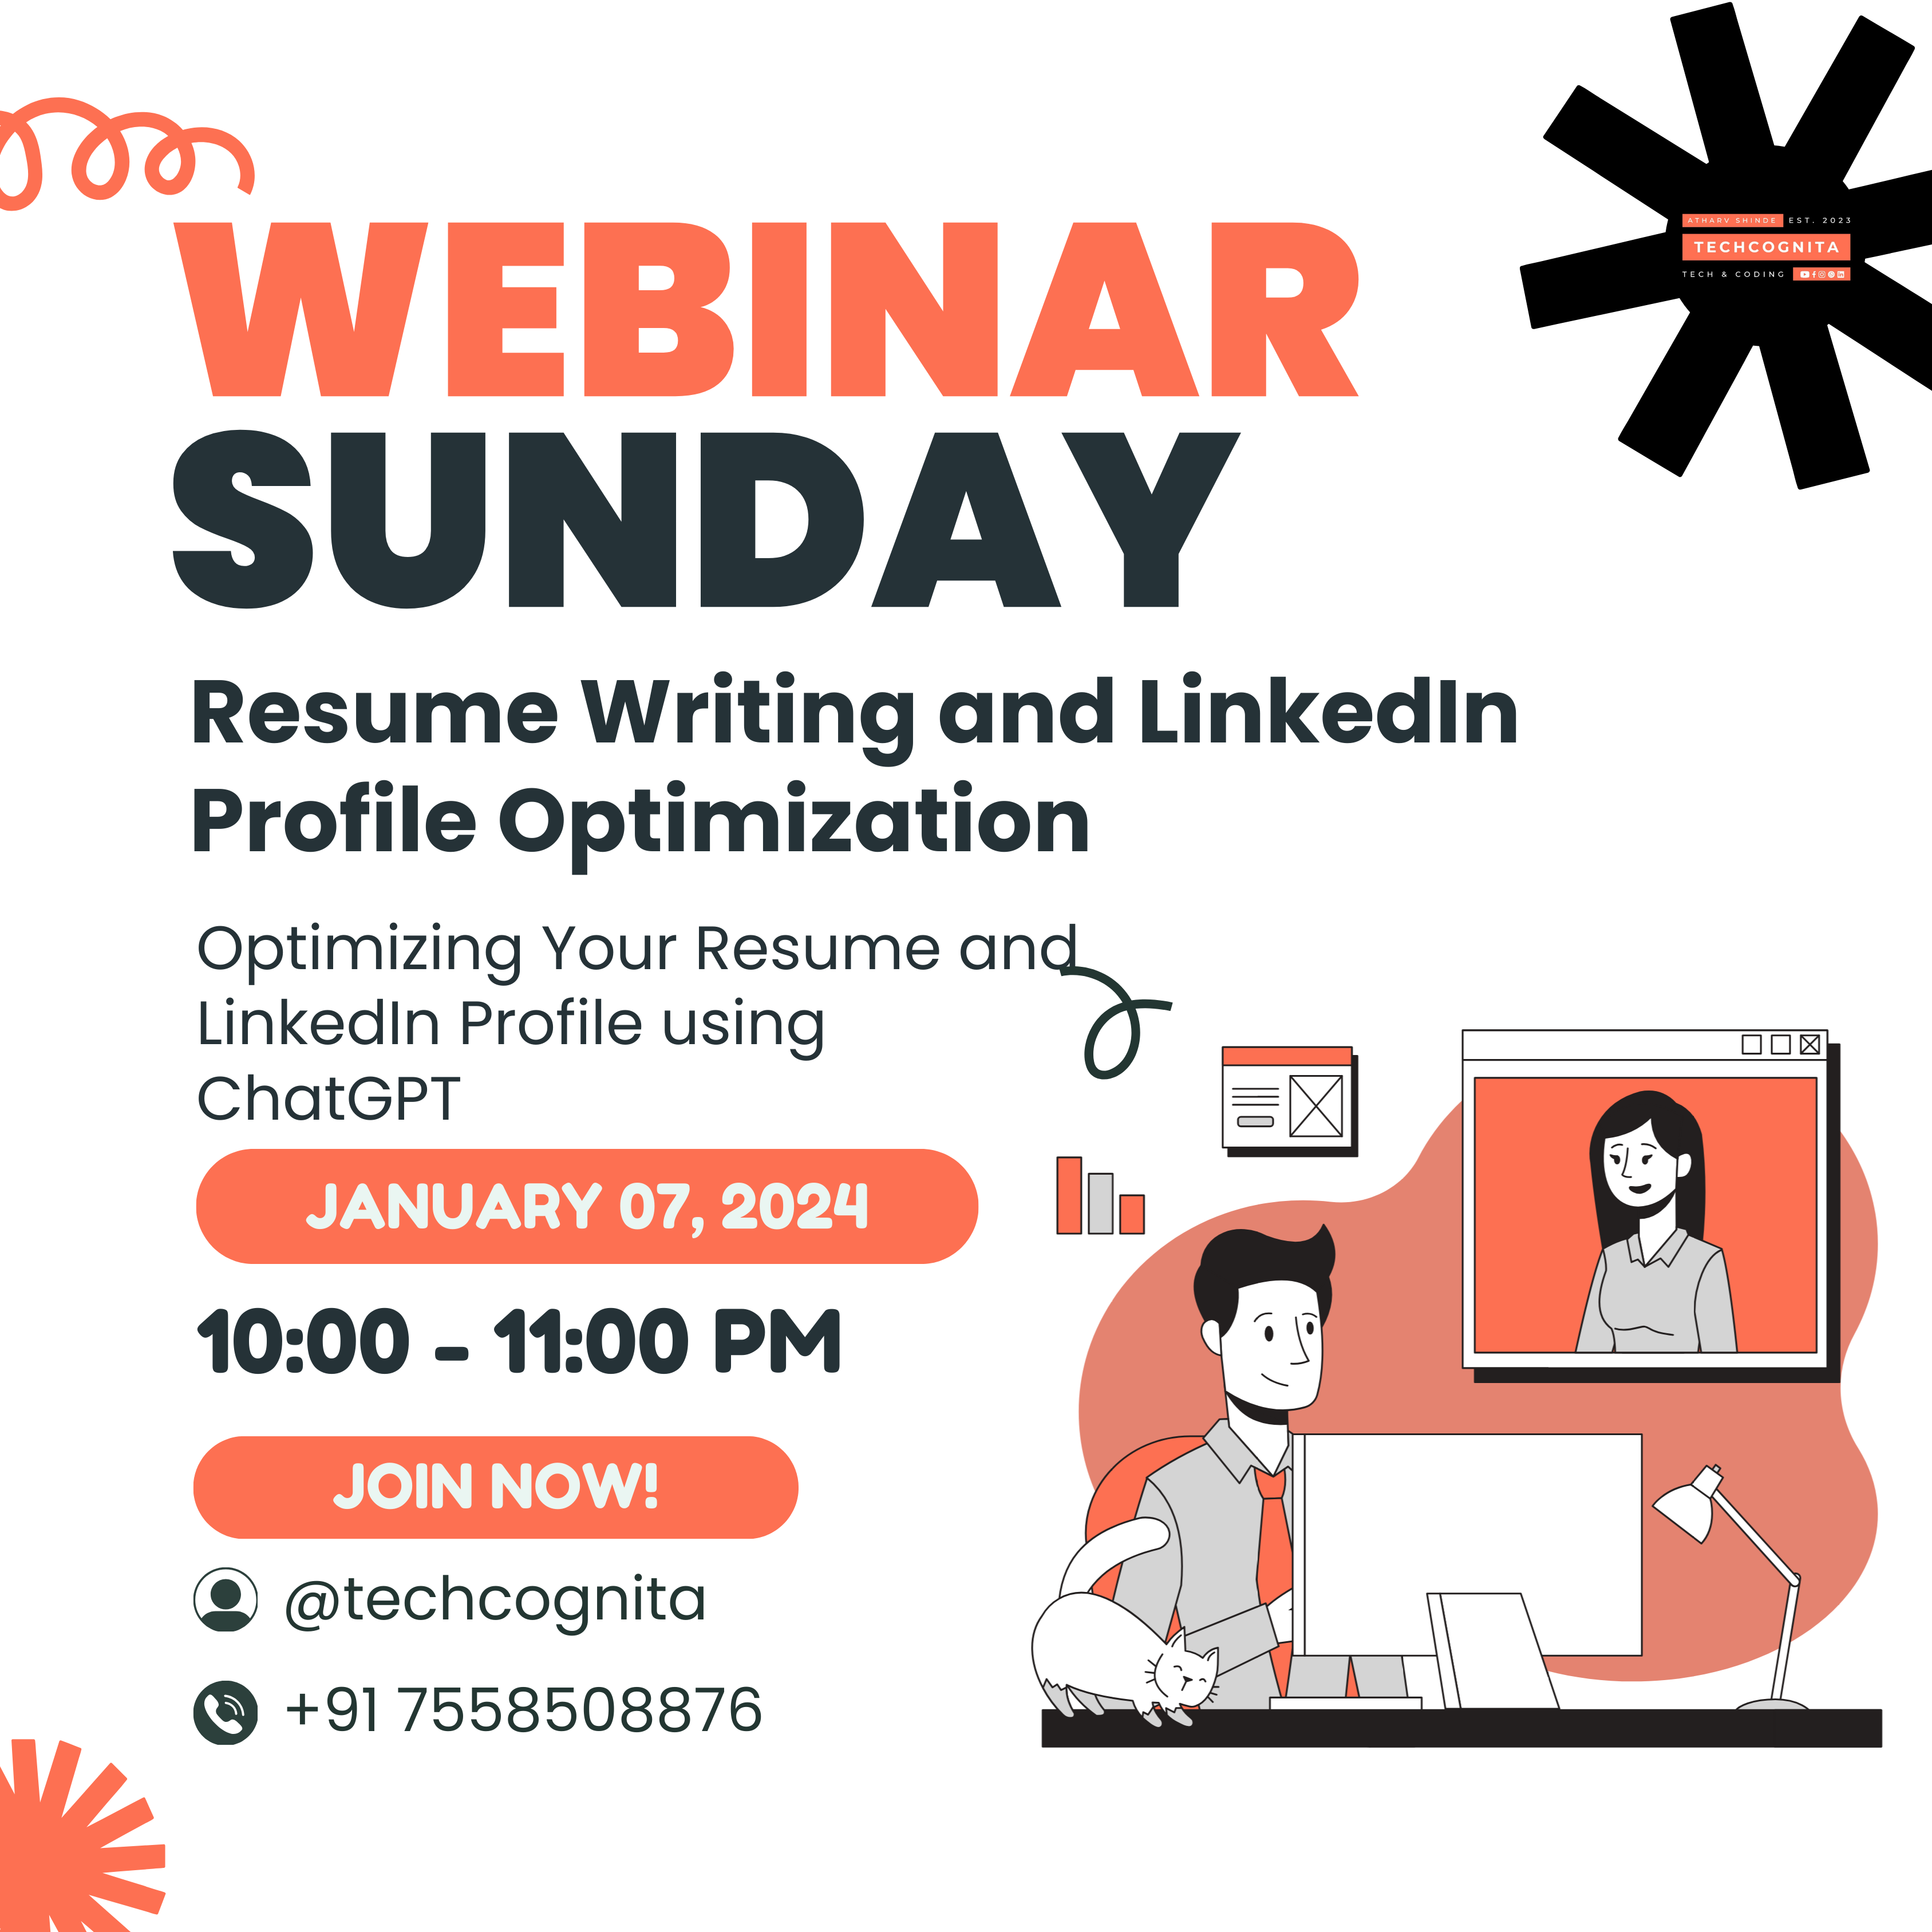 ATHARV SHINDE EST. 2023
TECHCOGNITA
TECH & CODING
WEBINAR
SUNDAY
Resume Writing and LinkedIn
Profile Optimization
Optimizing Your Resume and
LinkedIn Profile using
ChatGPT
JANUARY 07, 2024
10:00 - 11:00 PM
JOIN NOW!
@techcognita
+91 7558508876